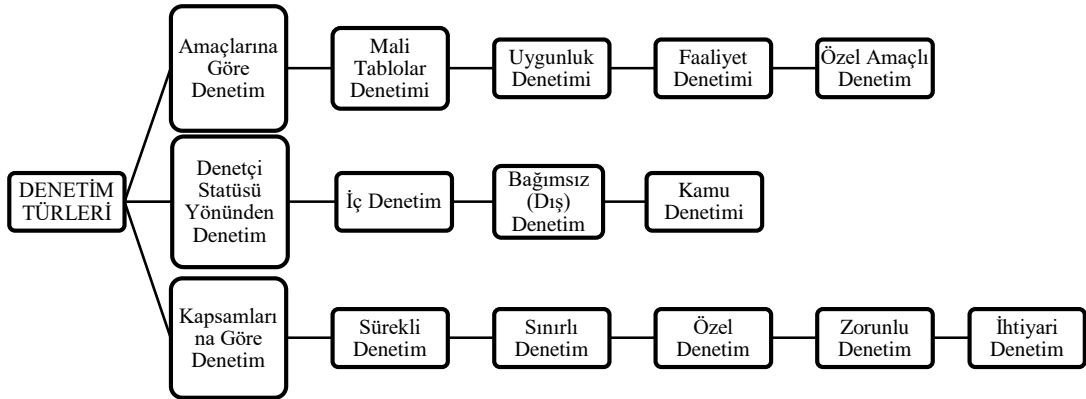 DENETİM
TÜRLERİ
Amaçlarına
Göre
Denetim
Mali
Tablolar
Denetimi
Uygunluk
Denetimi
Faaliyet
Denetimi
Özel Amaçlı
Denetim
Denetçi
Statüsü
Yönünden
Denetim
İç Denetim
Bağımsız
(Dış)
Denetim
Kamu
Denetimi
Kapsamları
na Göre
Denetim
Sürekli
Denetim
Sınırlı
Denetim
Özel
Denetim
Zorunlu
Denetim
İhtiyari
Denetim